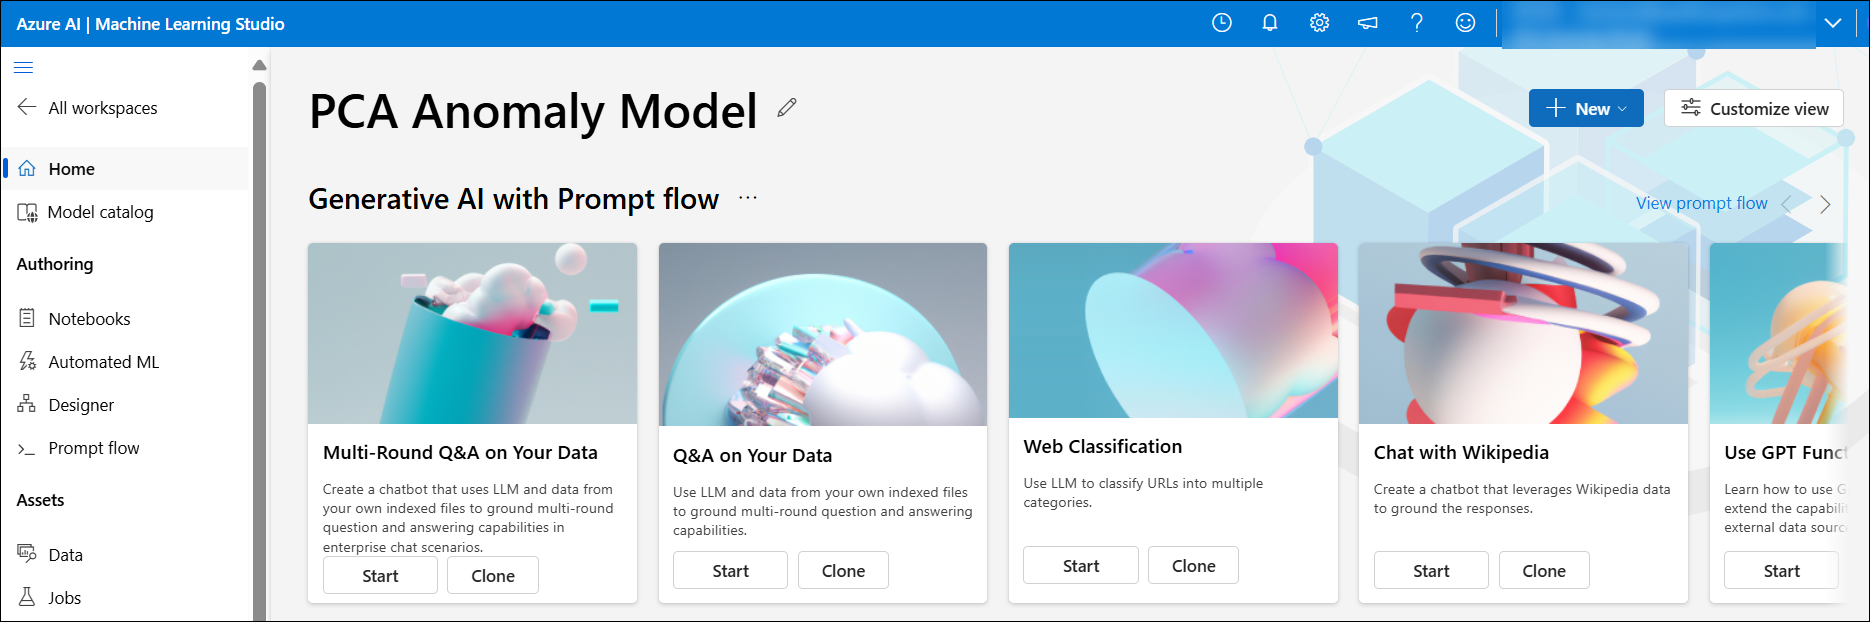 Azure AI | Machine Learning Studio
All workspaces
Home
Model catalog
Authoring
Notebooks
Automated ML
Designer
Prompt flow
Assets
Data
Jobs
PCA Anomaly Model
New
Customize view
Generative AI with Prompt flow ...
View prompt flow
Multi-Round Q&A on Your Data
Create a chatbot that uses LLM and data from
your own indexed files to ground multi-round
question and answering capabilities in
enterprise chat scenarios.
Start
Clone
Q&A on Your Data
Use LLM and data from your own indexed files
to ground multi-round question and answering
capabilities.
Start
Clone
Web Classification
Use LLM to classify URLs into multiple
categories.
Start
Clone
Chat with Wikipedia
Create a chatbot that leverages Wikipedia data
to ground the responses.
Start
Clone
Use GPT Funct
Learn how to use G
extend the capabilit
external data sourc
Start